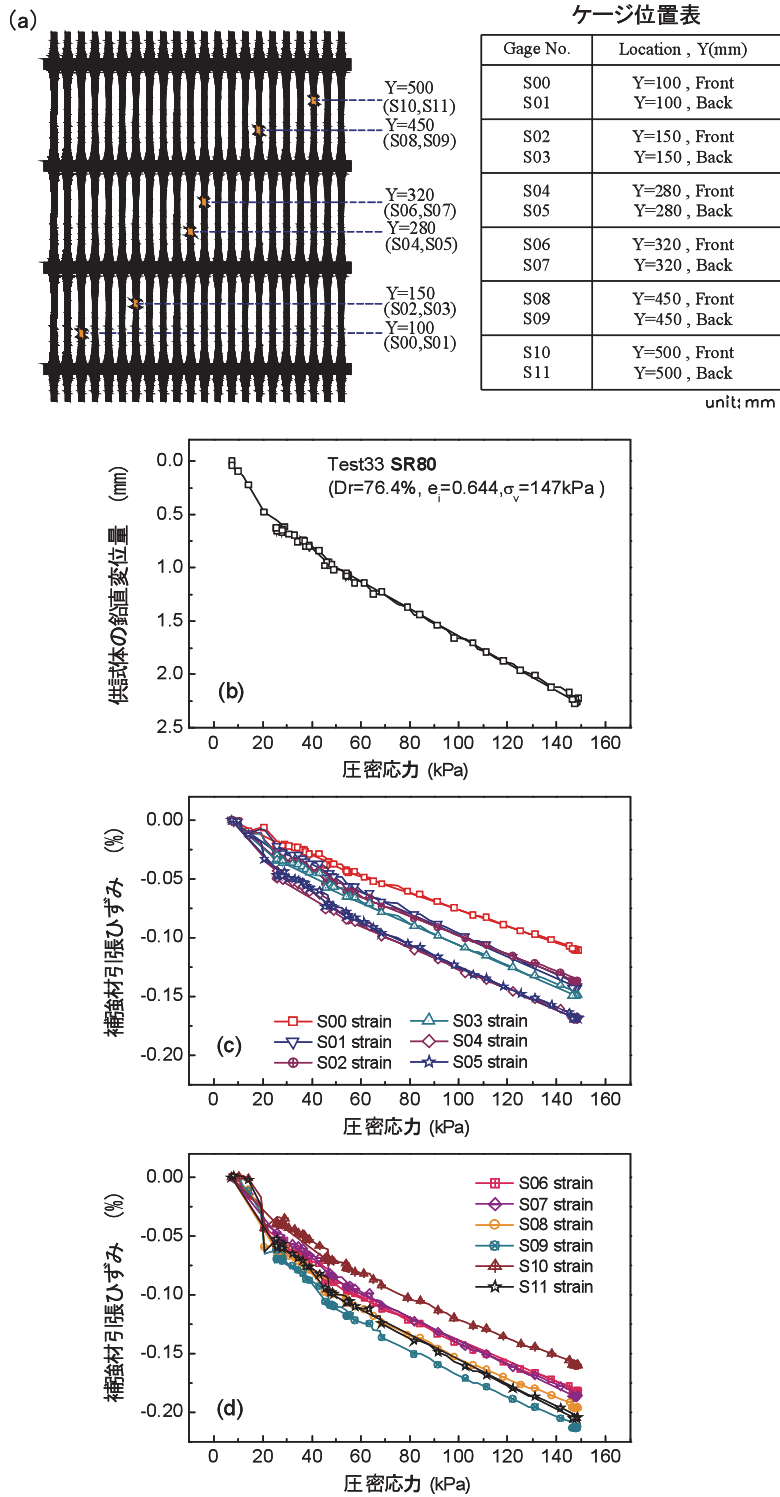 (a)
Y=500
(S10,S11)
Y=450
(S08,S09)
Y=320
(S06,S07)
Y=280
(S04,S05)
Y=150
(S02,S03)
Y=100
(S00,S01)
ケージ位置表
Gage No. Location , Y(mm)
S00 Y=100 , Front
S01 Y=100 , Back
S02 Y=150 , Front
S03 Y=150 , Back
S04 Y=280 , Front
S05 Y=280 , Back
S06 Y=320 , Front
S07 Y=320 , Back
S08 Y=450 , Front
S09 Y=450 , Back
S10 Y=500 , Front
S11 Y=500 , Back
unit; mm
供試体の鉛直変位量 (mm)
0.0
0.5
1.0
1.5
2.0
2.5
Test33 SR80
(Dr=76.4%, ei=0.644,σv=147kPa )
(b)
0 20 40 60 80 100 120 140 160
圧密応力 (kPa)
補強材引張ひずみ (%)
0.00
-0.05
-0.10
-0.15
-0.20
S00 strain
S01 strain
S02 strain
S03 strain
S04 strain
S05 strain
(c)
0 20 40 60 80 100 120 140 160
圧密応力 (kPa)
補強材引張ひずみ (%)
0.00
-0.05
-0.10
-0.15
-0.20
S06 strain
S07 strain
S08 strain
S09 strain
S10 strain
S11 strain
(d)
0 20 40 60 80 100 120 140 160
圧密応力 (kPa)